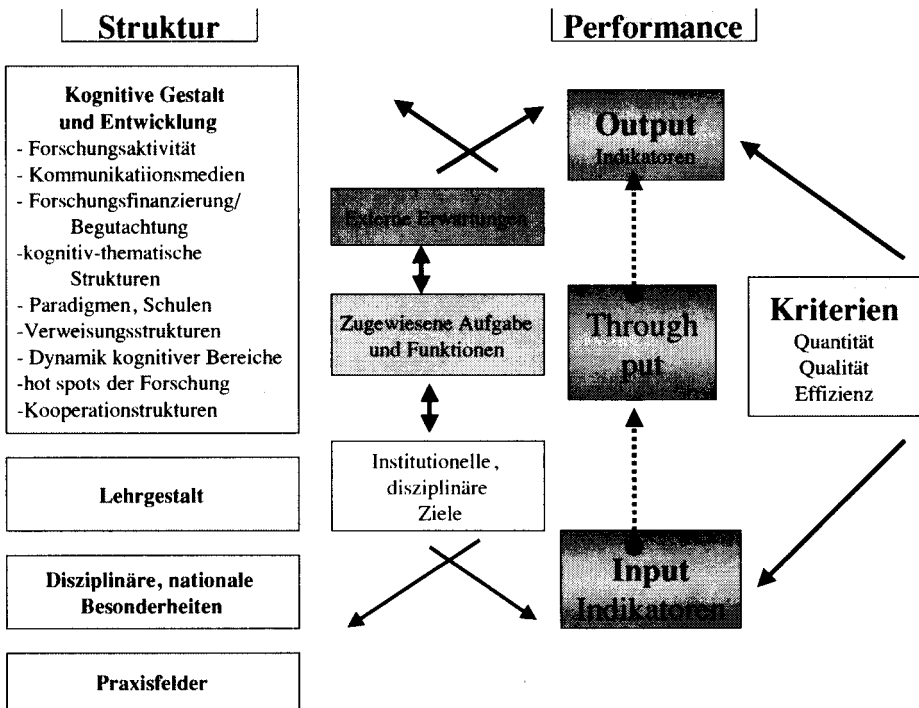 Struktur
Performance
Kognitive Gestalt
und Entwicklung
- Forschungsaktivität
- Kommunikatiionsmedien
- Forschungsfinanzierung/
Begutachtung
-kognitiv-thematische
Strukturen
- Paradigmen, Schulen
-Verweisungsstrukturen
- Dynamik kognitiver Bereiche
-hot spots der Forschung
-Kooperationstrukturen
Lehrgestalt
Disziplinäre, nationale
Besonderheiten
Praxisfelder
Externe Erwartungen
Zugewiesene Aufgabe
und Funktionen
Institutionelle,
disziplinäre
Ziele
Output
Indikatoren
Through
put
Input
Indikatoren
Kriterien
Quantität
Qualität
Effizienz